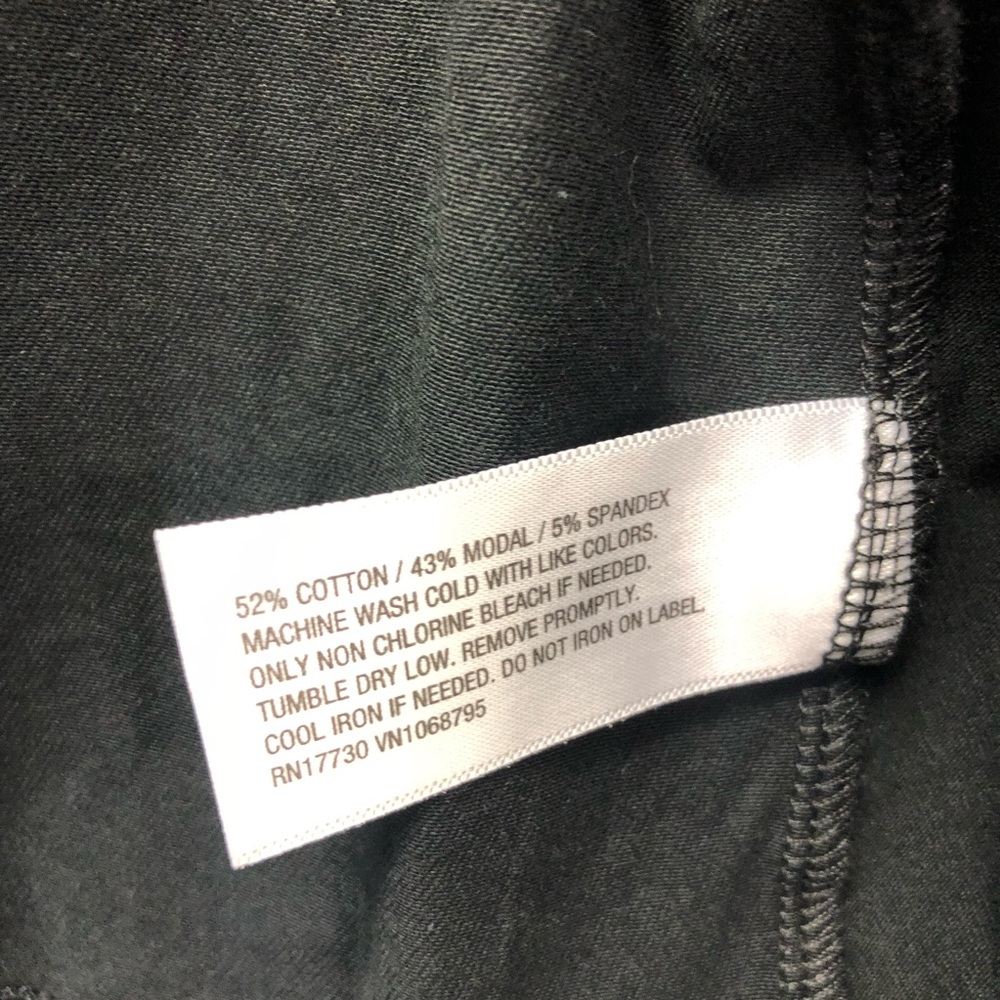 52% COTTON / 43% MODAL / 5% SPANDEX
MACHINE WASH COLD WITH LIKE COLORS.
ONLY NON CHLORINE BLEACH IF NEEDED.
TUMBLE DRY LOW. REMOVE PROMPTLY.
COOL IRON IF NEEDED. DO NOT IRON ON LABEL.
RN17730 VN1068795